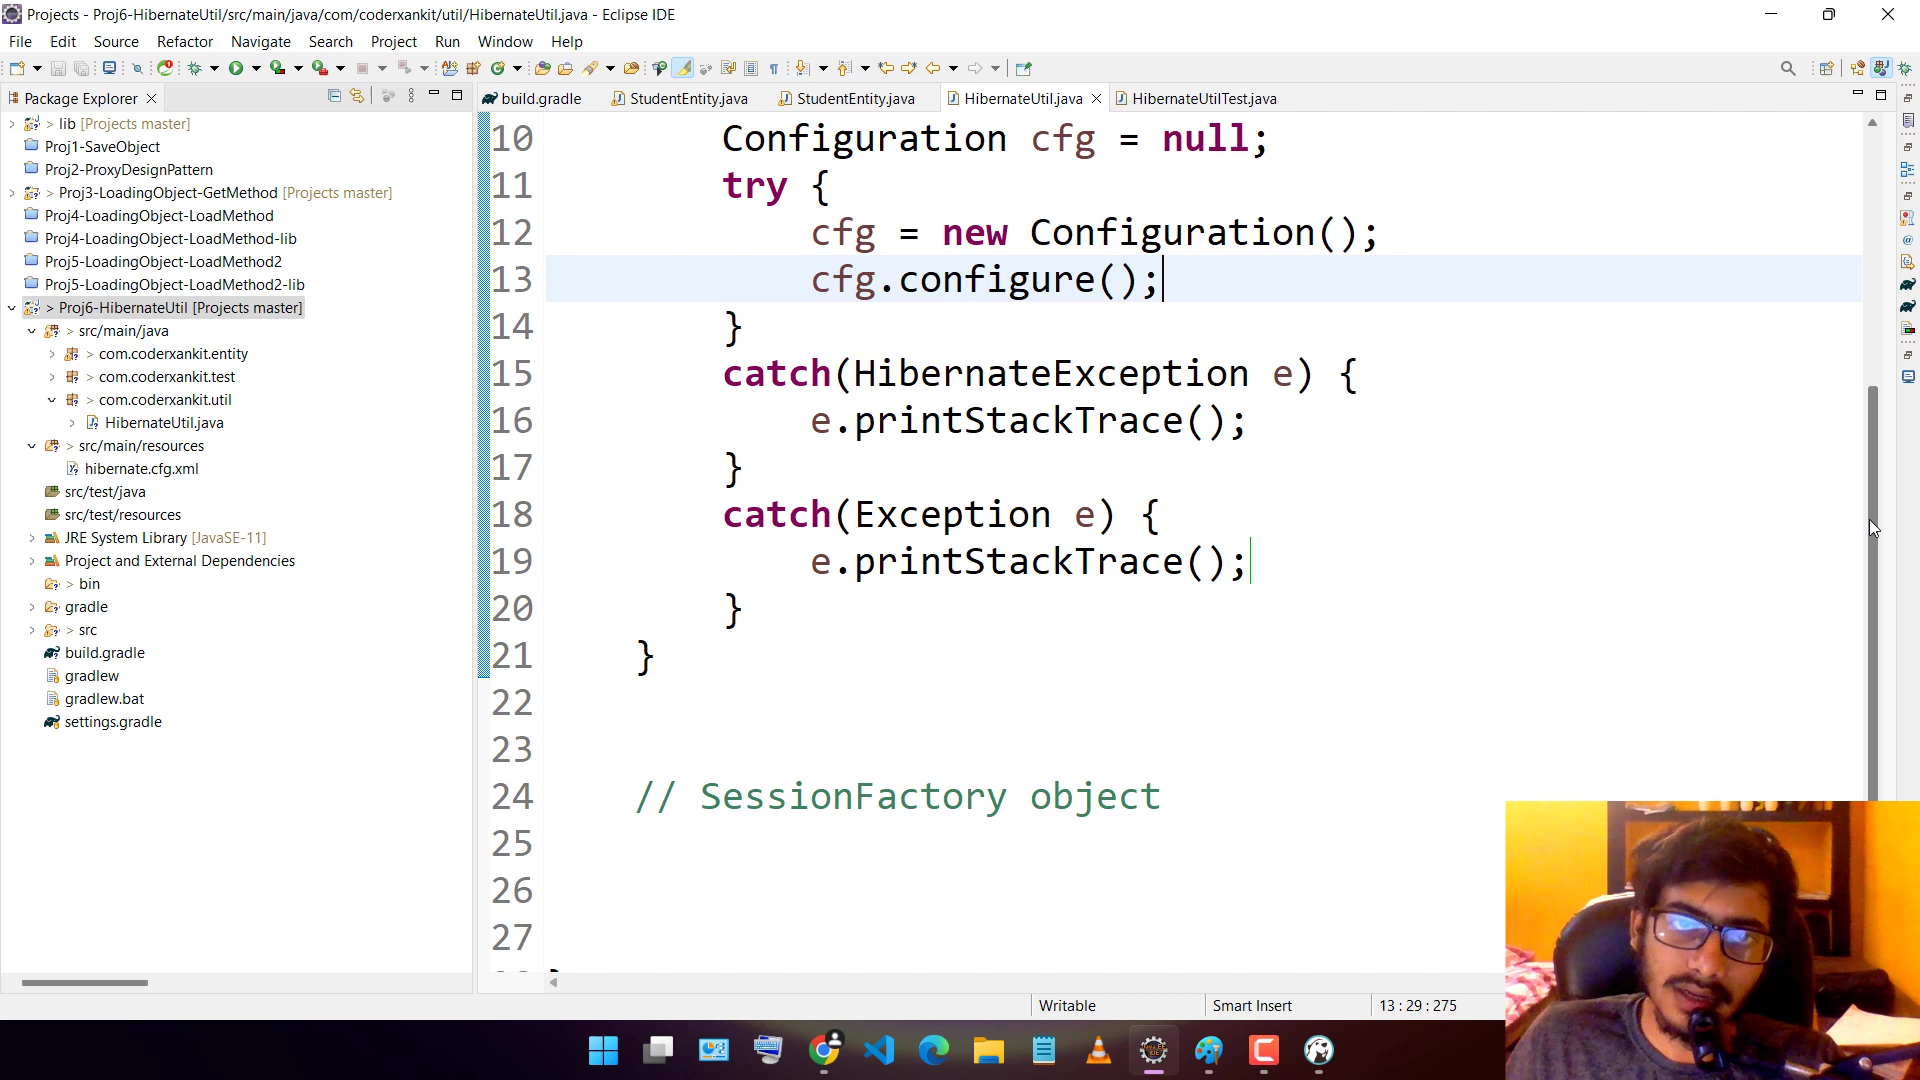 Projects - Proj6-HibernateUtil/src/main/java/com/coderxankit/util/HibernateUtil.java - Eclipse IDE
File Edit Source Refactor Navigate Search Project Run Window Help
Package Explorer
build.gradle StudentEntity.java StudentEntity.java HibernateUtil.java HibernateUtilTest.java
> lib [Projects master]
Proj1-SaveObject
Proj2-ProxyDesignPattern
> Proj3-LoadingObject-GetMethod [Projects master]
Proj4-LoadingObject-LoadMethod
Proj4-LoadingObject-LoadMethod-lib
Proj5-LoadingObject-LoadMethod2
Proj5-LoadingObject-LoadMethod2-lib
> Proj6-HibernateUtil [Projects master]
> src/main/java
> com.coderxankit.entity
> com.coderxankit.test
> com.coderxankit.util
HibernateUtil.java
> src/main/resources
hibernate.cfg.xml
src/test/java
src/test/resources
JRE System Library [JavaSE-11]
Project and External Dependencies
> bin
gradle
> src
build.gradle
gradlew
gradlew.bat
settings.gradle
10 Configuration cfg = null;
11 try {
12 cfg = new Configuration();
13 cfg.configure();
14 }
15 catch(HibernateException e) {
16 e.printStackTrace();
17 }
18 catch(Exception e) {
19 e.printStackTrace();
20 }
21 }
22
23
24 // SessionFactory object
25
26
27
Writable Smart Insert 13 : 29 : 275